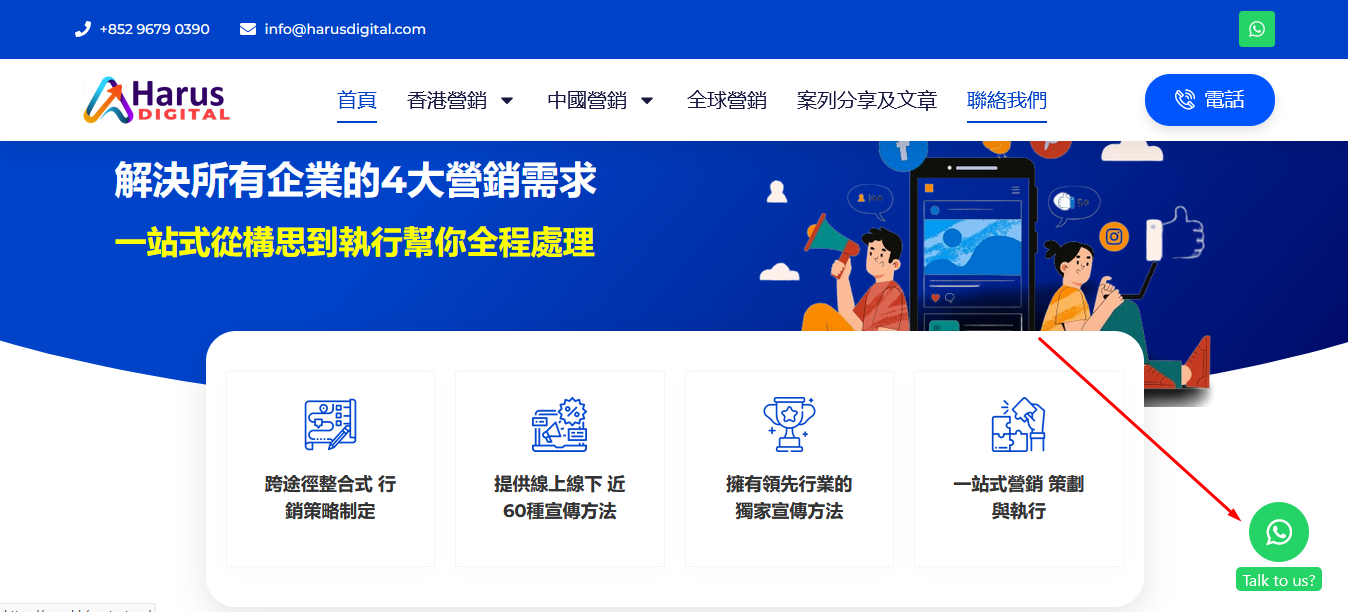 +852 9679 0390
info@harusdigital.com
Harus
DIGITAL
首頁
香港營銷
中國營銷
全球營銷
案列分享及文章
聯絡我們
電話
解決所有企業的4大營銷需求
一站式從構思到執行幫你全程處理
100
50
跨途徑整合式 行
銷策略制定
提供線上線下 近
60種宣傳方法
擁有領先行業的
獨家宣傳方法
一站式營銷 策劃
與執行
Talk to us?